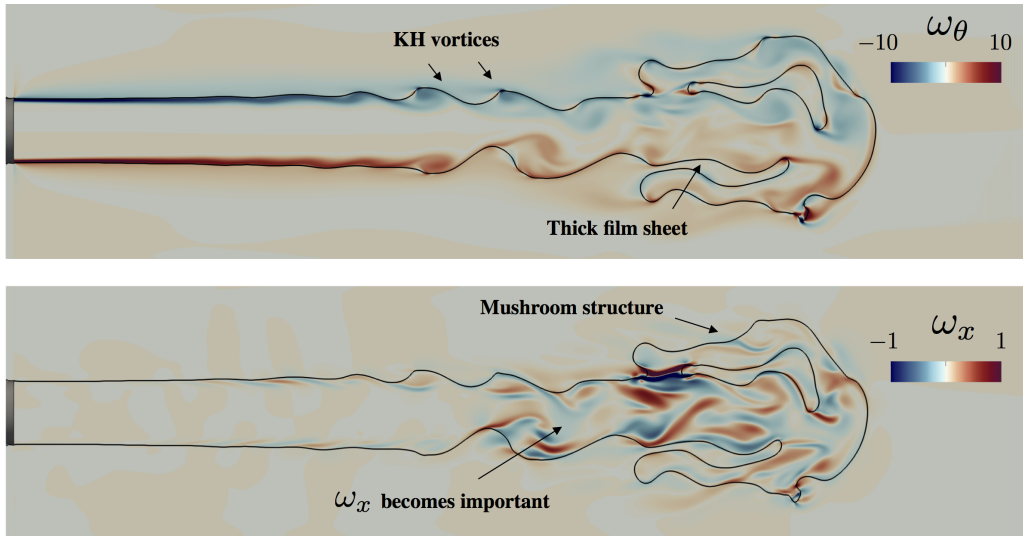 KH vortices
ω_θ
−10 10
Thick film sheet
Mushroom structure
ω_x
−1 1
ω_x becomes important